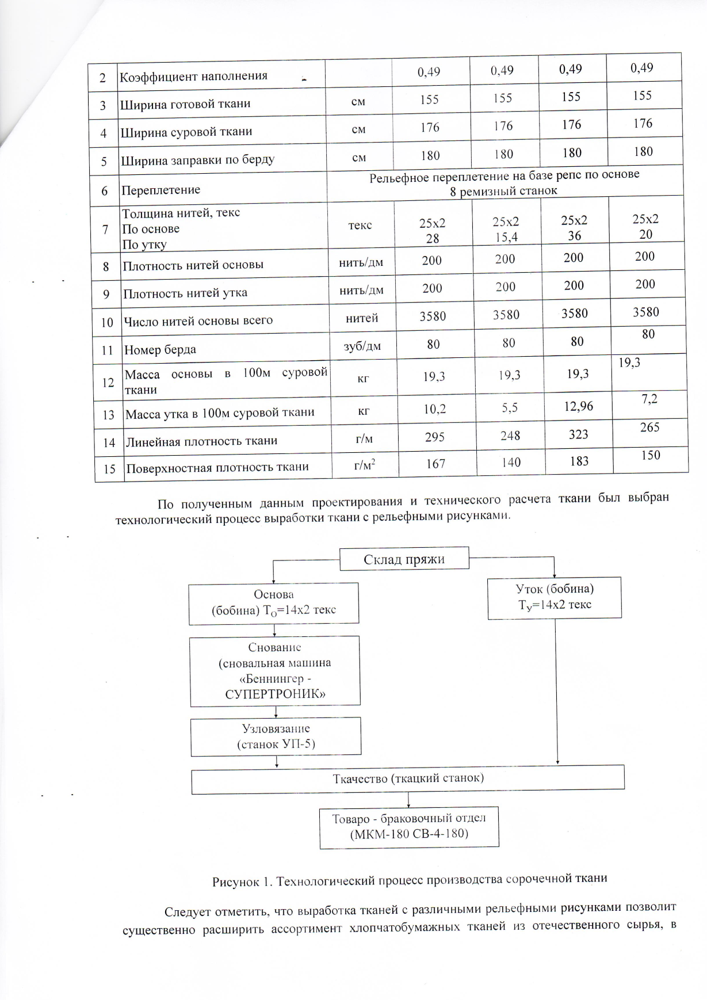 2 Коэффициент наполнения 0,49 0,49 0,49 0,49
3 Ширина готовой ткани см 155 155 155 155
4 Ширина суровой ткани см 176 176 176 176
5 Ширина заправки по берду см 180 180 180 180
6 Переплетение Рельефное переплетение на базе репс по основе
8 ремизный станок
7 Толщина нитей, текс
По основе
По утку
текс
25х2 25х2 25х2 25х2
28 15,4 36 20
8 Плотность нитей основы нить/дм 200 200 200 200
9 Плотность нитей утка нить/дм 200 200 200 200
10 Число нитей основы всего нитей 3580 3580 3580 3580
11 Номер берда зуб/дм 80 80 80 80
12 Масса основы в 100м суровой
ткани
кг 19,3 19,3 19,3 19,3
13 Масса утка в 100м суровой ткани кг 10,2 5,5 12,96 7,2
14 Линейная плотность ткани г/м 295 248 323 265
15 Поверхностная плотность ткани г/м² 167 140 183 150
По полученным данным проектирования и технического расчета ткани был выбран
технологический процесс выработки ткани с рельефными рисунками.
Склад пряжи
Основа
(бобина) TО=14х2 текс
Уток (бобина)
TУ=14х2 текс
Снование
(сновальная машина
«Беннингер -
СУПЕРТРОНИК»
Узловязание
(станок УП-5)
Ткачество (ткацкий станок)
Товаро - браковочный отдел
(МКМ-180 СВ-4-180)
Рисунок 1. Технологический процесс производства сорочечной ткани
Следует отметить, что выработка тканей с различными рельефными рисунками позволит
существенно расширить ассортимент хлопчатобумажных тканей из отечественного сырья, в